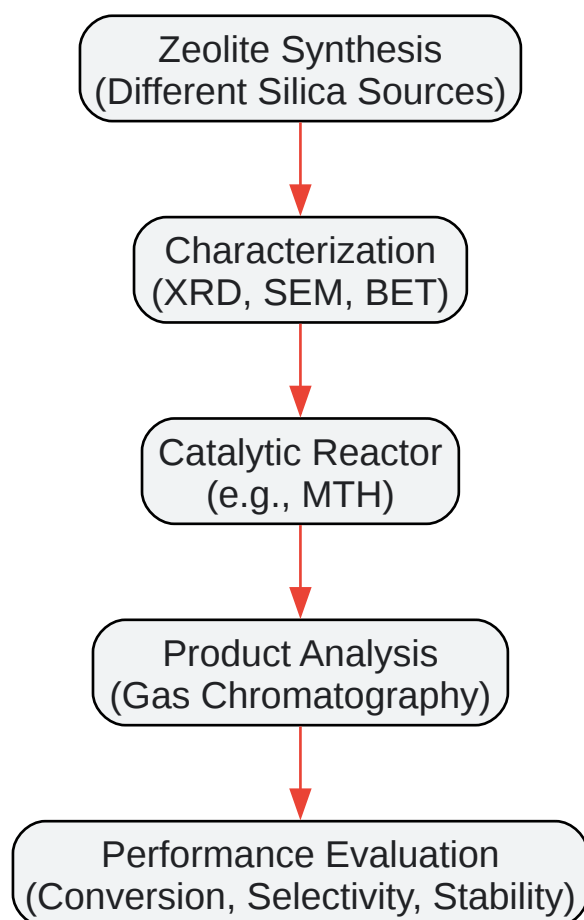 Zeolite Synthesis
(Different Silica Sources)
Characterization
(XRD, SEM, BET)
Catalytic Reactor
(e.g., MTH)
Product Analysis
(Gas Chromatography)
Performance Evaluation
(Conversion, Selectivity, Stability)